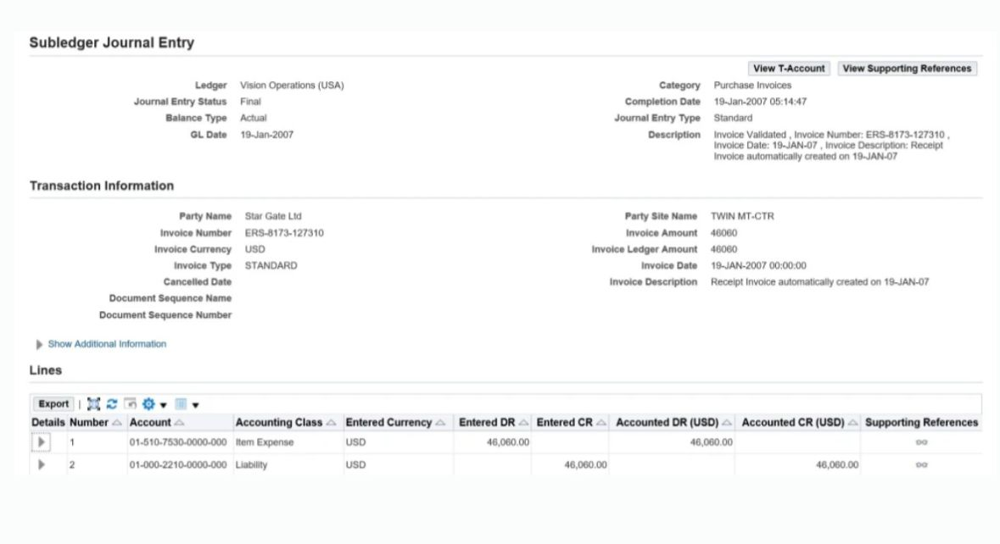 Subledger Journal Entry
View T-Account View Supporting References
Ledger Vision Operations (USA) Category Purchase Invoices
Journal Entry Status Final Completion Date 19-Jan-2007 05:14:47
Balance Type Actual Journal Entry Type Standard
GL Date 19-Jan-2007 Description Invoice Validated , Invoice Number: ERS-8173-127310 ,
Invoice Date: 19-JAN-07 , Invoice Description: Receipt
Invoice automatically created on 19-JAN-07
Transaction Information
Party Name Star Gate Ltd Party Site Name TWIN MT-CTR
Invoice Number ERS-8173-127310 Invoice Amount 46060
Invoice Currency USD Invoice Ledger Amount 46060
Invoice Type STANDARD Invoice Date 19-JAN-2007 00:00:00
Cancelled Date Invoice Description Receipt Invoice automatically created on 19-JAN-07
Document Sequence Name
Document Sequence Number
Show Additional Information
Lines
Export
Details Number Account Accounting Class Entered Currency Entered DR Entered CR Accounted DR (USD) Accounted CR (USD) Supporting References
1 01-510-7530-0000-000 Item Expense USD 46,060.00 46,060.00
2 01-000-2210-0000-000 Liability USD 46,060.00 46,060.00